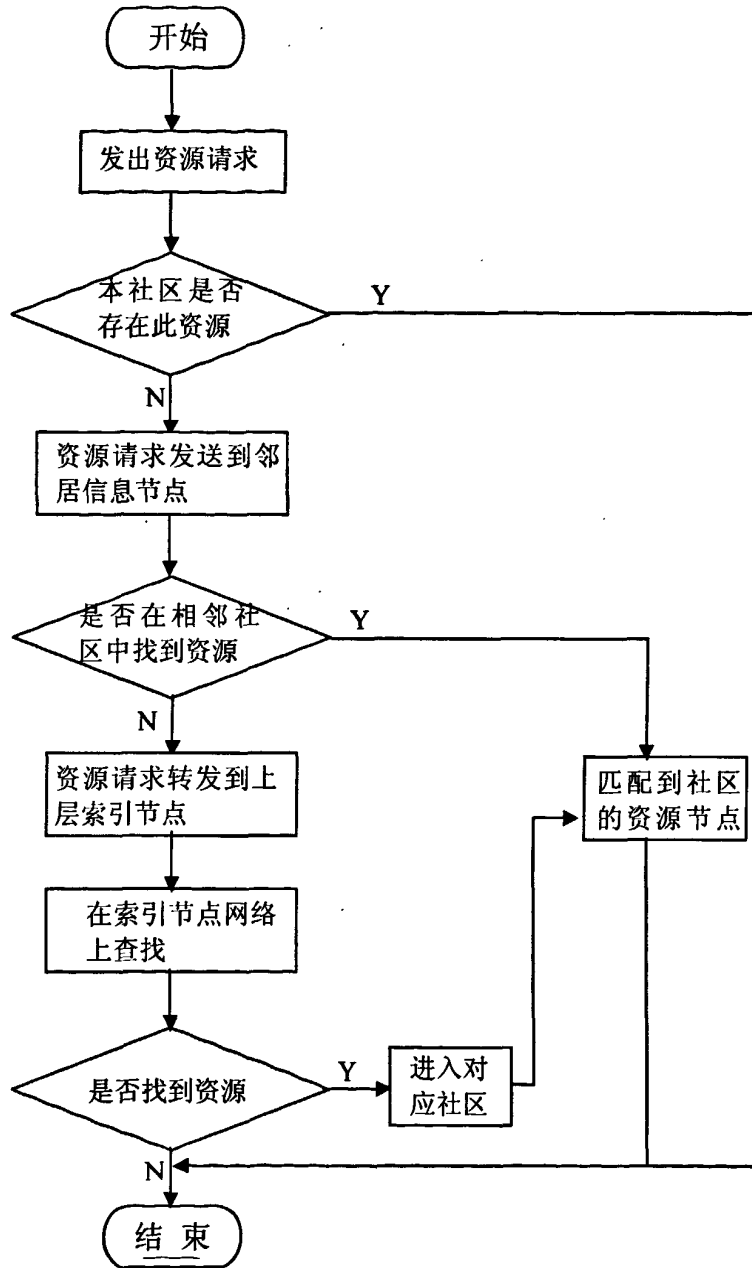 开始
发出资源请求
本社区是否
存在此资源
Y
N
资源请求发送到邻
居信息节点
是否在相邻社
区中找到资源
Y
N
资源请求转发到上
层索引节点
匹配到社区
的资源节点
在索引节点网络
上查找
是否找到资源
Y
进入对
应社区
N
结束